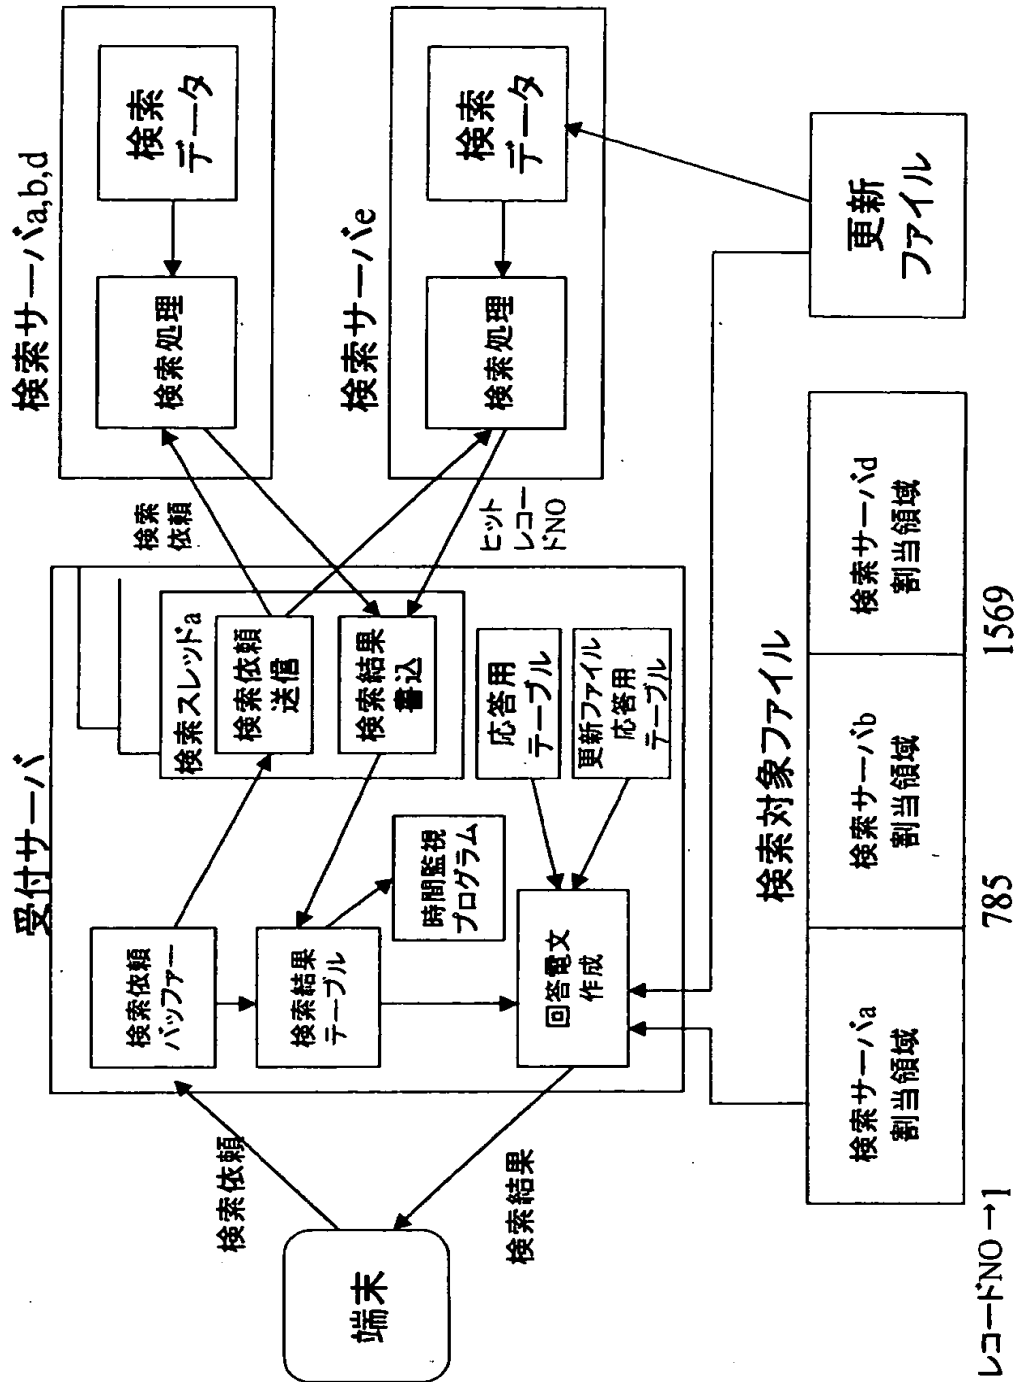 受付サーバ
検索サーバa,b,d
検索サーバe
端末
検索依頼
検索結果
検索依頼
バッファー
検索結果
テーブル
時間監視
プログラム
回答電文
作成
検索スレッドa
検索依頼
送信
検索結果
書込
応答用
テーブル
更新ファイル
応答用
テーブル
検索
依頼
ヒット
レコー
ドNO
検索処理
検索
データ
検索処理
検索
データ
検索対象ファイル
検索サーバa
割当領域
検索サーバb
割当領域
検索サーバd
割当領域
更新
ファイル
レコードNO→1
785
1569